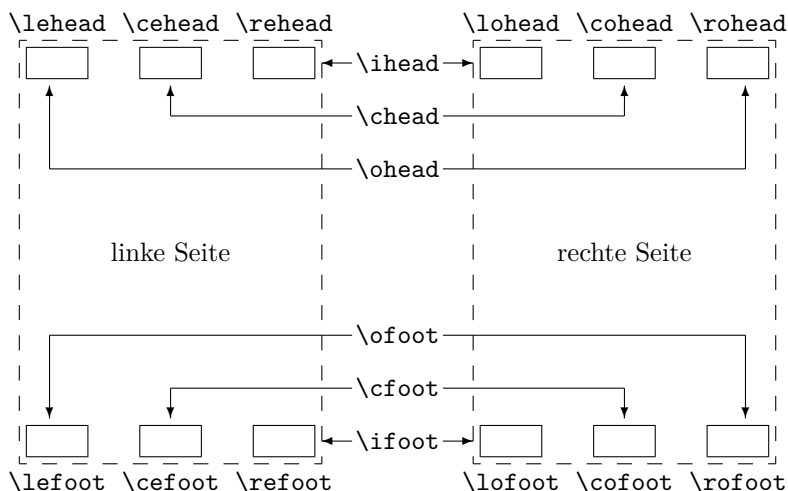 \lehead \cehead \rehead \lohead \cohead \rohead
\ihead
\chead
\ohead
linke Seite rechte Seite
\ofoot
\cfoot
\ifoot
\lefoot \cefoot \refoot \lofoot \cofoot \rofoot